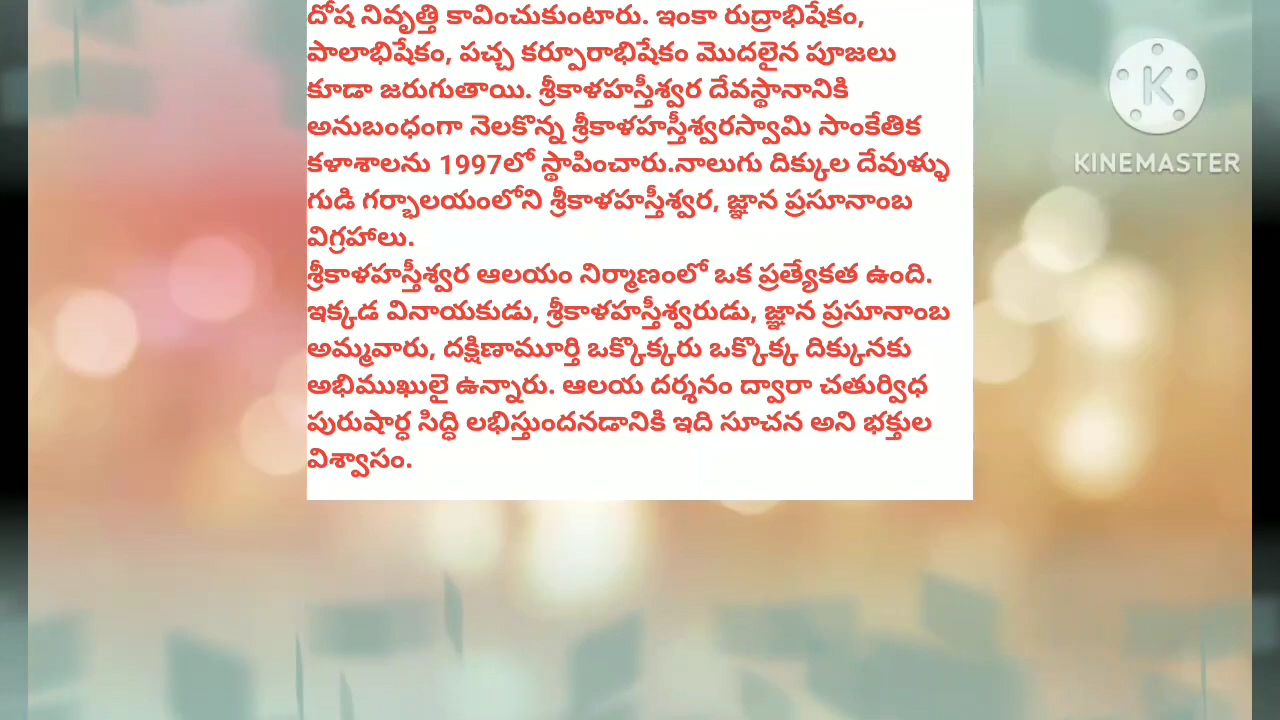 దోష నివృత్తి కావించుకుంటారు. ఇంకా రుద్రాభిషేకం,
పాలాభిషేకం, పచ్చ కర్పూరాభిషేకం మొదలైన పూజలు
కూడా జరుగుతాయి. శ్రీకాళహస్తీశ్వర దేవస్థానానికి
అనుబంధంగా నెలకొన్న శ్రీకాళహస్తీశ్వరస్వామి సాంకేతిక
కళాశాలను 1997లో స్థాపించారు.నాలుగు దిక్కుల దేవుళ్ళు
గుడి గర్భాలయంలోని శ్రీకాళహస్తీశ్వర, జ్ఞాన ప్రసూనాంబ
విగ్రహాలు.
శ్రీకాళహస్తీశ్వర ఆలయం నిర్మాణంలో ఒక ప్రత్యేకత ఉంది.
ఇక్కడ వినాయకుడు, శ్రీకాళహస్తీశ్వరుడు, జ్ఞాన ప్రసూనాంబ
అమ్మవారు, దక్షిణామూర్తి ఒక్కొక్కరు ఒక్కొక్క దిక్కునకు
అభిముఖులై ఉన్నారు. ఆలయ దర్శనం ద్వారా చతుర్విధ
పురుషార్ధ సిద్ధి లభిస్తుందనడానికి ఇది సూచన అని భక్తుల
విశ్వాసం.
K
KINEMASTER